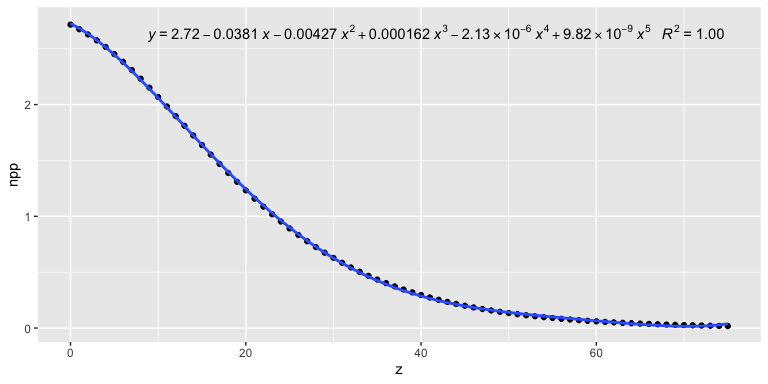 y = 2.72 − 0.0381 x − 0.00427 x² + 0.000162 x³ − 2.13 × 10⁻⁶ x⁴ + 9.82 × 10⁻⁹ x⁵ R² = 1.00
2
1
0
npp
0 20 40 60
z